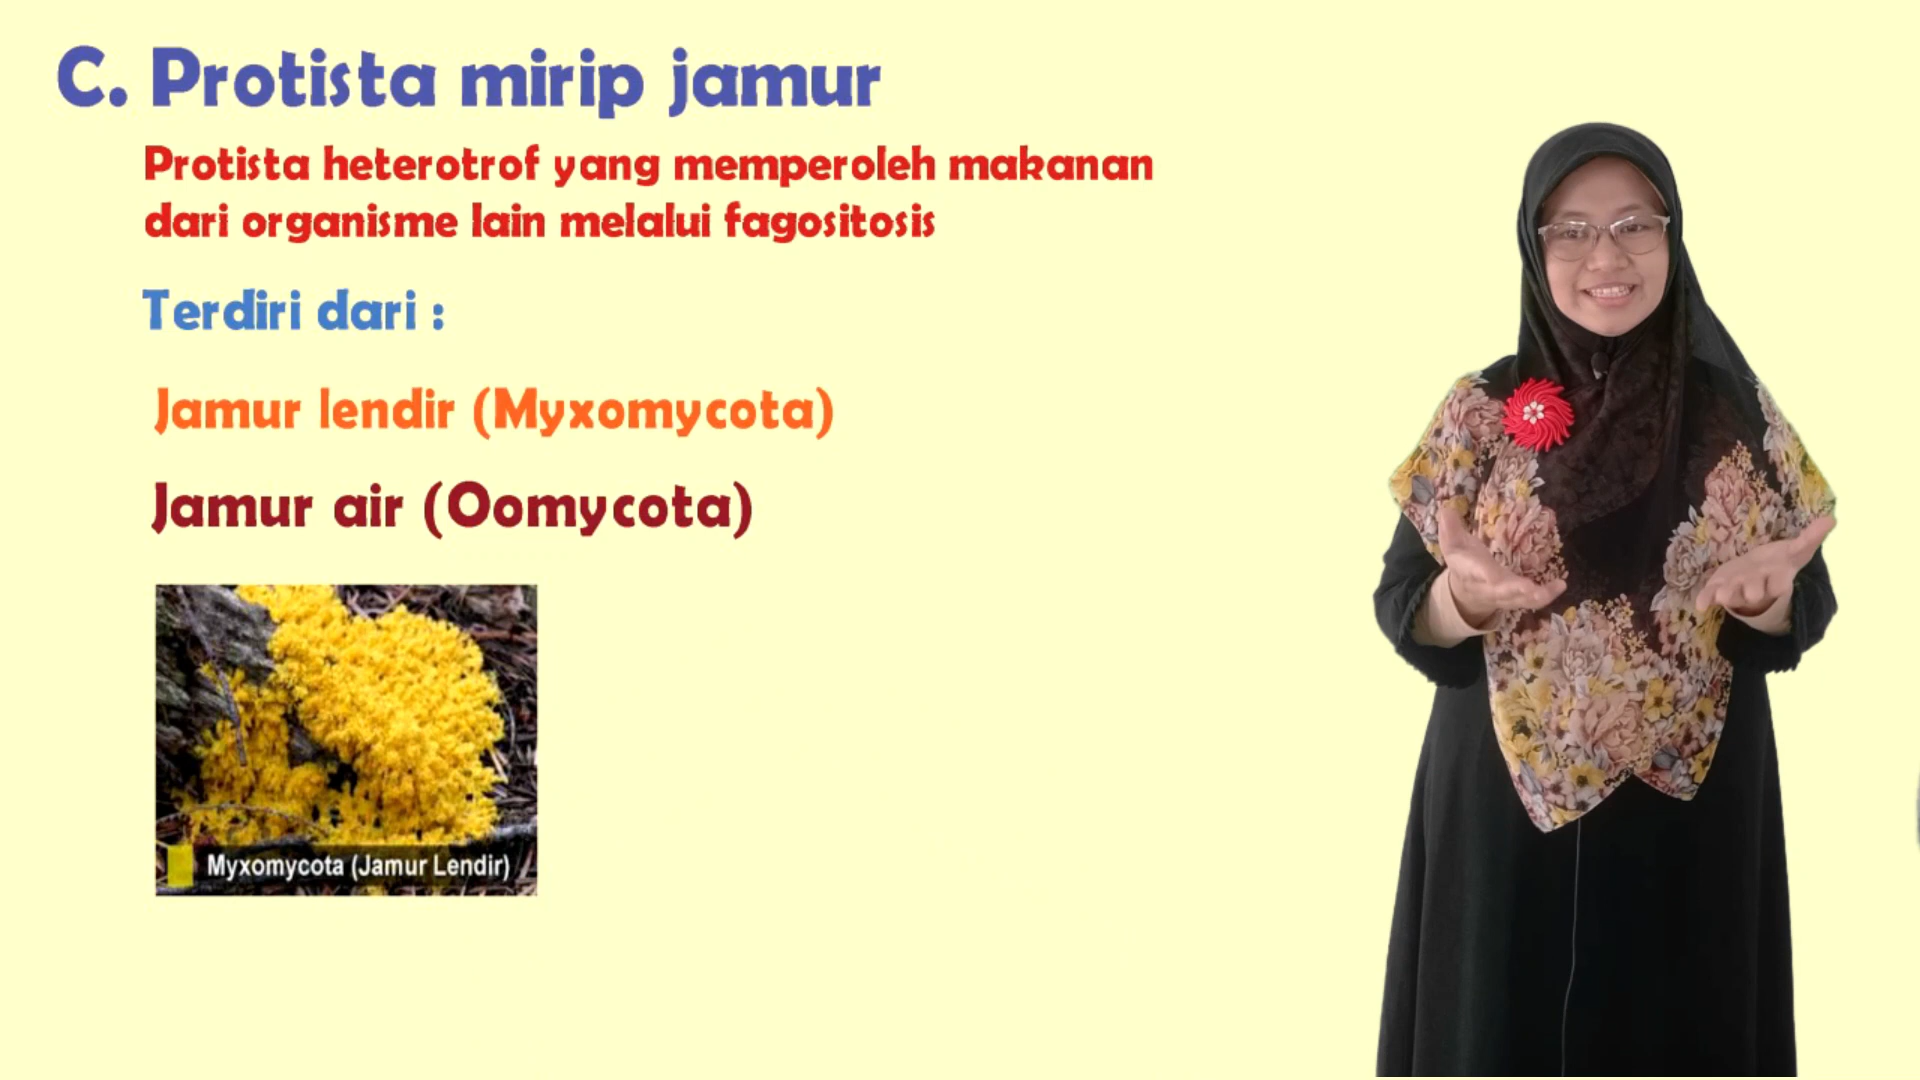 C. Protista mirip jamur
Protista heterotrof yang memperoleh makanan
dari organisme lain melalui fagositosis
Terdiri dari :
Jamur lendir (Myxomycota)
Jamur air (Oomycota)
Myxomycota (Jamur Lendir)